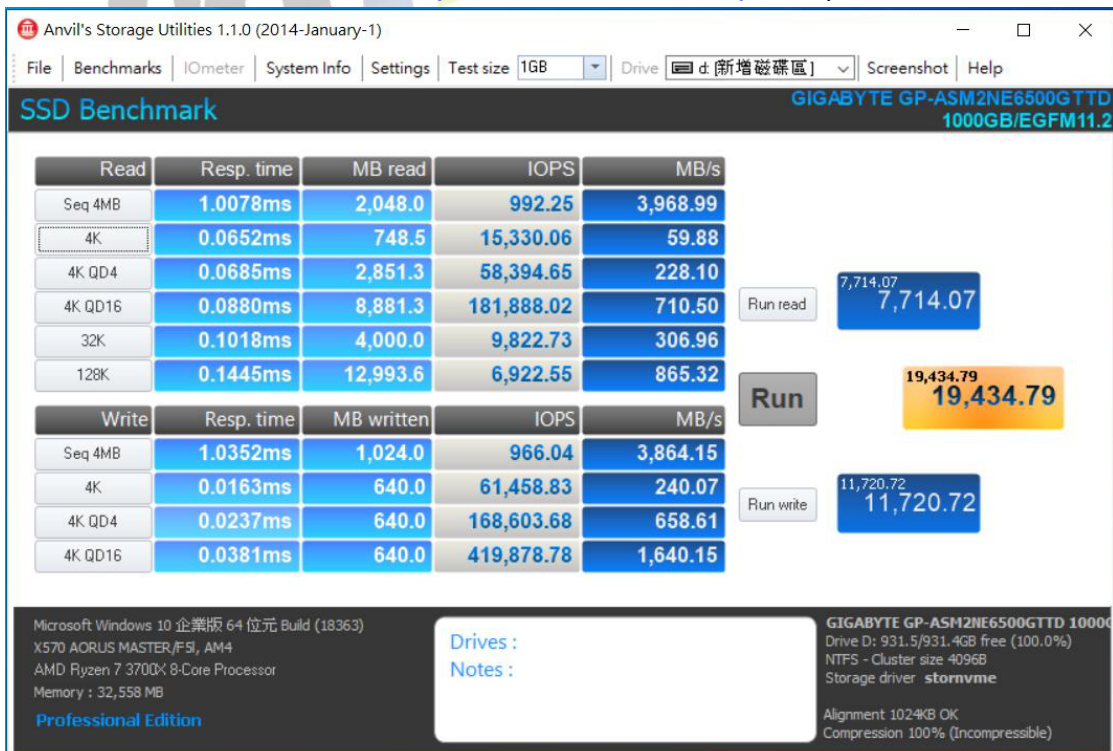 Anvil's Storage Utilities 1.1.0 (2014-January-1)
File Benchmarks IOmeter System Info Settings Test size 1GB Drive d: [新增磁碟區] Screenshot Help
SSD Benchmark
GIGABYTE GP-ASM2NE6500GTTD
1000GB/EGFM11.2
Read Resp. time MB read IOPS MB/s
Seq 4MB 1.0078ms 2,048.0 992.25 3,968.99
4K 0.0652ms 748.5 15,330.06 59.88
4K QD4 0.0685ms 2,851.3 58,394.65 228.10
4K QD16 0.0880ms 8,881.3 181,888.02 710.50
32K 0.1018ms 4,000.0 9,822.73 306.96
128K 0.1445ms 12,993.6 6,922.55 865.32
Run read
7,714.07
7,714.07
Run
19,434.79
19,434.79
Write Resp. time MB written IOPS MB/s
Seq 4MB 1.0352ms 1,024.0 966.04 3,864.15
4K 0.0163ms 640.0 61,458.83 240.07
4K QD4 0.0237ms 640.0 168,603.68 658.61
4K QD16 0.0381ms 640.0 419,878.78 1,640.15
Run write
11,720.72
11,720.72
Microsoft Windows 10 企業版 64 位元 Build (18363)
X570 AORUS MASTER/F5l, AM4
AMD Ryzen 7 3700X 8-Core Processor
Memory : 32,558 MB
Professional Edition
Drives :
Notes :
GIGABYTE GP-ASM2NE6500GTTD 1000G
Drive D: 931.5/931.4GB free (100.0%)
NTFS - Cluster size 4096B
Storage driver stornvme
Alignment 1024KB OK
Compression 100% (Incompressible)